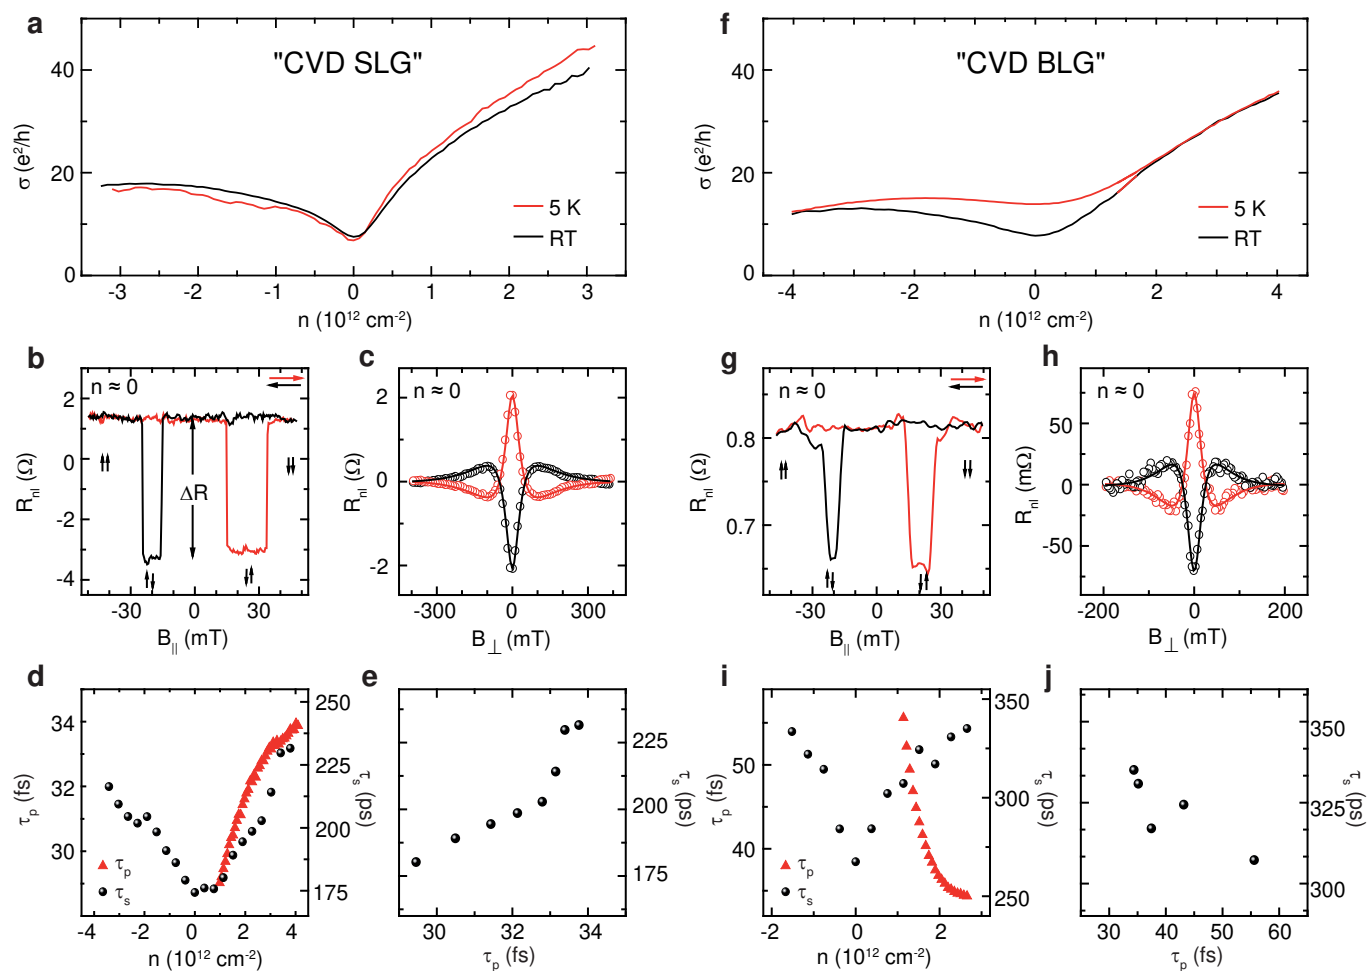 a
"CVD SLG"
σ (e²/h)
40
20
0
5 K
RT
-3 -2 -1 0 1 2 3
n (10¹² cm⁻²)
f
"CVD BLG"
σ (e²/h)
40
20
0
5 K
RT
-4 -2 0 2 4
n (10¹² cm⁻²)
b
n ≈ 0
R_nl (Ω)
2
0
-2
-4
ΔR
-30 0 30
B_|| (mT)
c
R_nl (Ω)
2
0
-2
-300 0 300
B_⊥ (mT)
g
n ≈ 0
R_nl (Ω)
0.8
0.7
-30 0 30
B_|| (mT)
h
n ≈ 0
R_nl (mΩ)
50
0
-50
-200 0 200
B_⊥ (mT)
d
τ_p (fs)
34
33
32
31
30
29
τ_p
τ_s
250
225
200
175
τ_s (ps)
-4 -2 0 2 4
n (10¹² cm⁻²)
e
225
200
175
τ_s (ps)
30 32 34
τ_p (fs)
i
τ_p (fs)
50
40
τ_p
τ_s
350
300
250
τ_s (ps)
-2 0 2
n (10¹² cm⁻²)
j
350
325
300
τ_s (ps)
30 40 50 60
τ_p (fs)